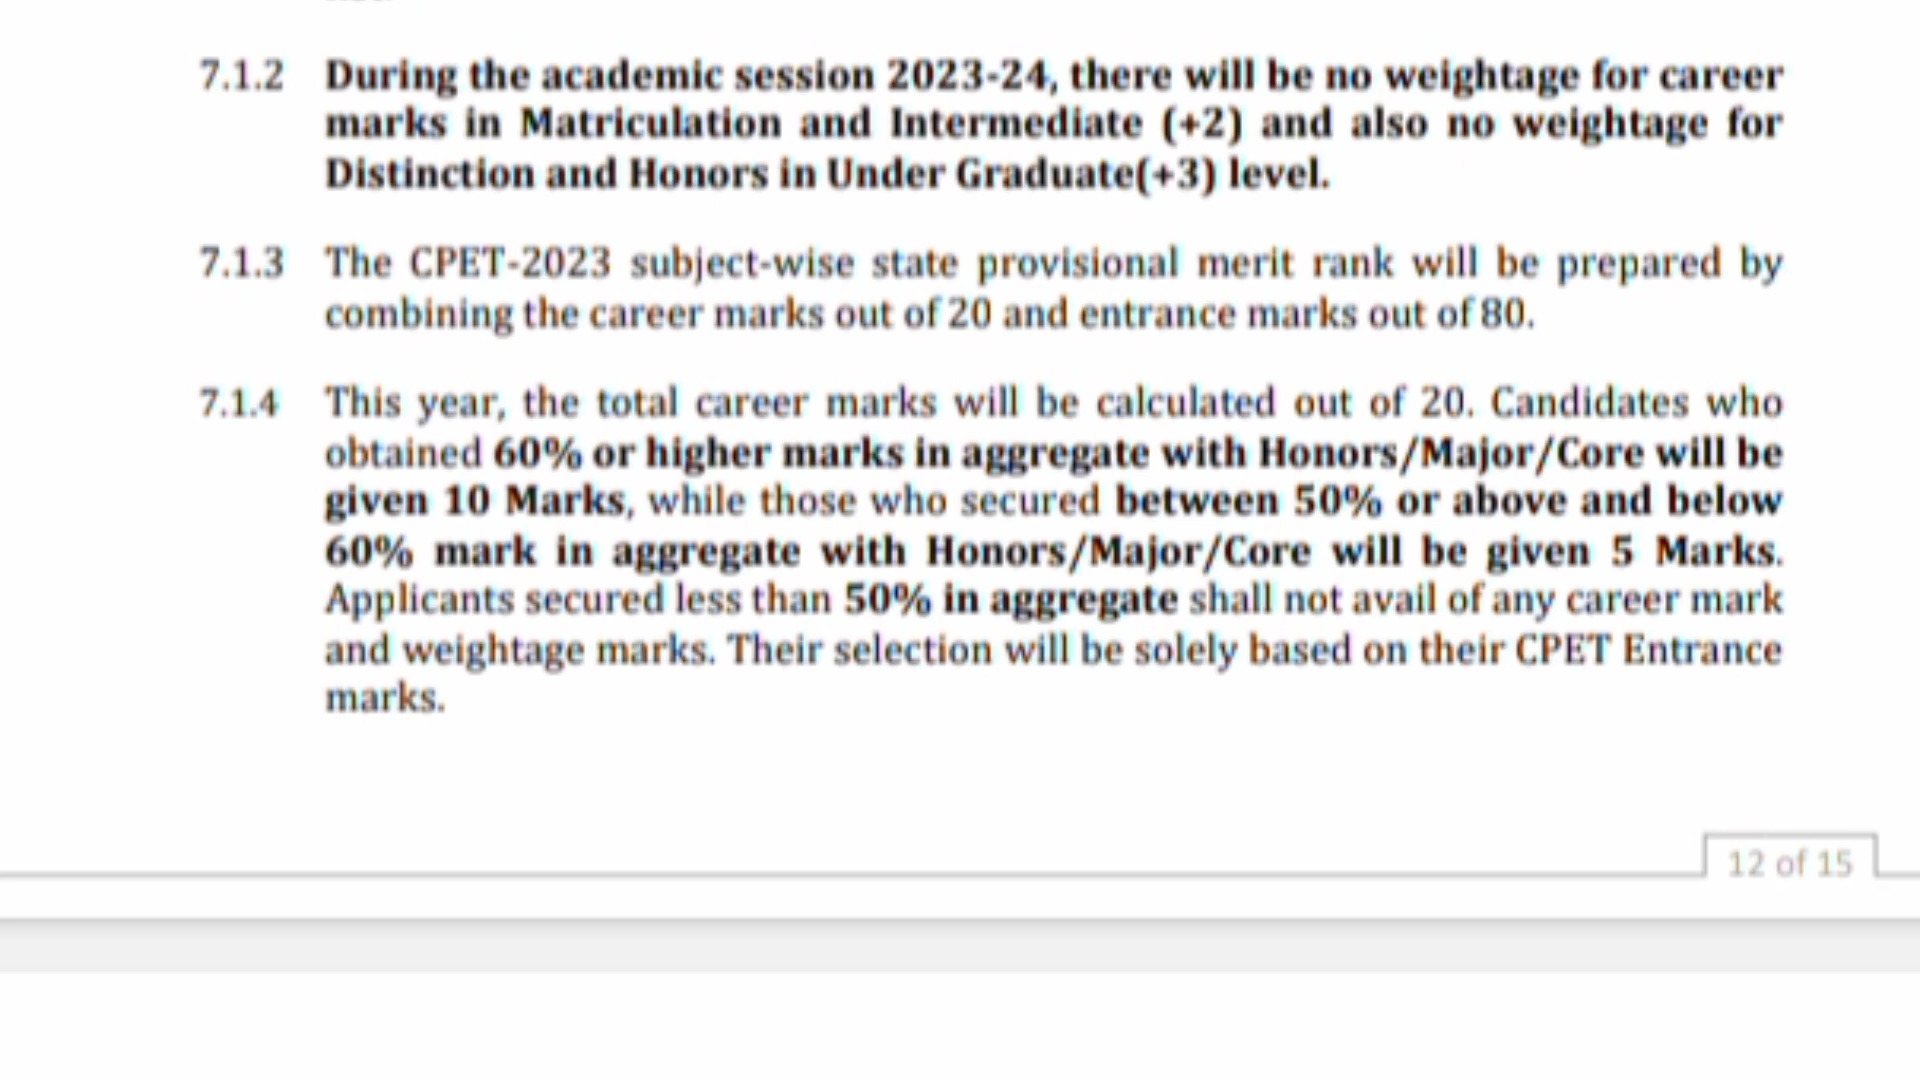 7.1.2 During the academic session 2023-24, there will be no weightage for career
marks in Matriculation and Intermediate (+2) and also no weightage for
Distinction and Honors in Under Graduate(+3) level.
7.1.3 The CPET-2023 subject-wise state provisional merit rank will be prepared by
combining the career marks out of 20 and entrance marks out of 80.
7.1.4 This year, the total career marks will be calculated out of 20. Candidates who
obtained 60% or higher marks in aggregate with Honors/Major/Core will be
given 10 Marks, while those who secured between 50% or above and below
60% mark in aggregate with Honors/Major/Core will be given 5 Marks.
Applicants secured less than 50% in aggregate shall not avail of any career mark
and weightage marks. Their selection will be solely based on their CPET Entrance
marks.
12 of 15